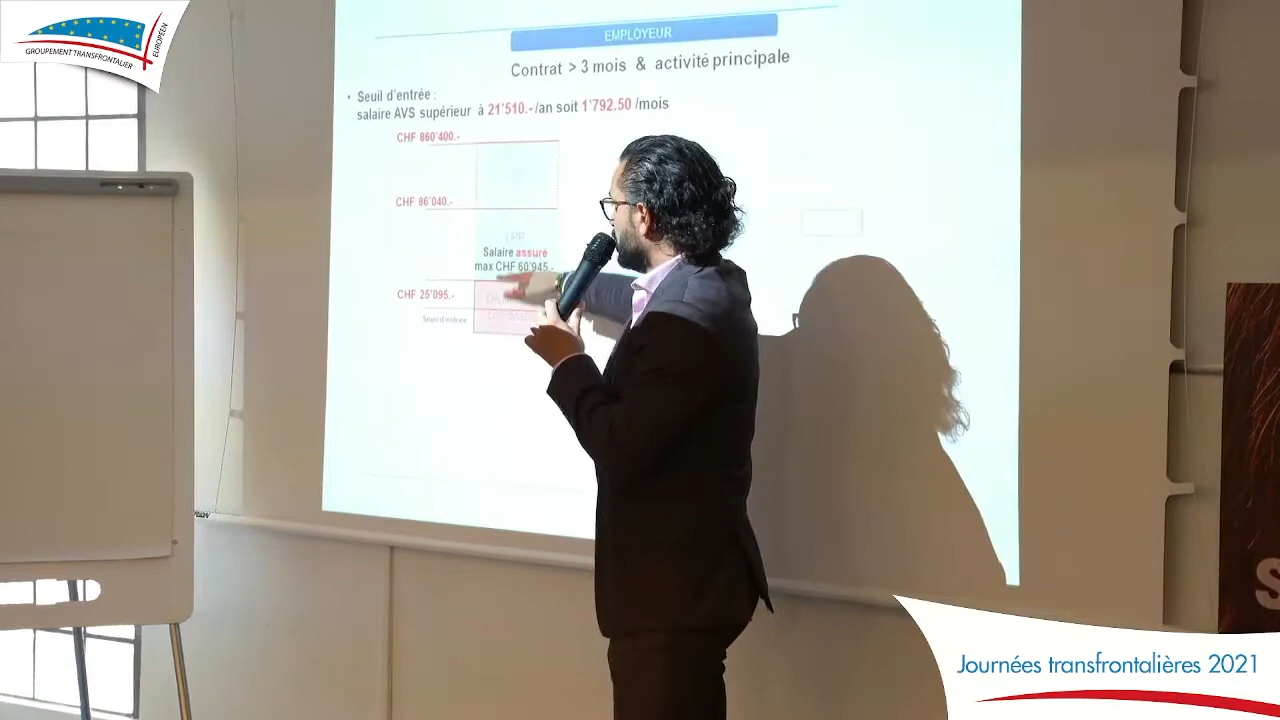 GROUPEMENT TRANSFRONTALIER
EUROPÉEN
EMPLOYEUR
Contrat > 3 mois & activité principale
• Seuil d'entrée :
salaire AVS supérieur à 21'510.- /an soit 1'792.50 /mois
CHF 860'400.-
CHF 86'040.-
LPP
Salaire assuré
max CHF 60'945.-
CHF 25'095.-
Seuil d'entrée
S
Journées transfrontalières 2021